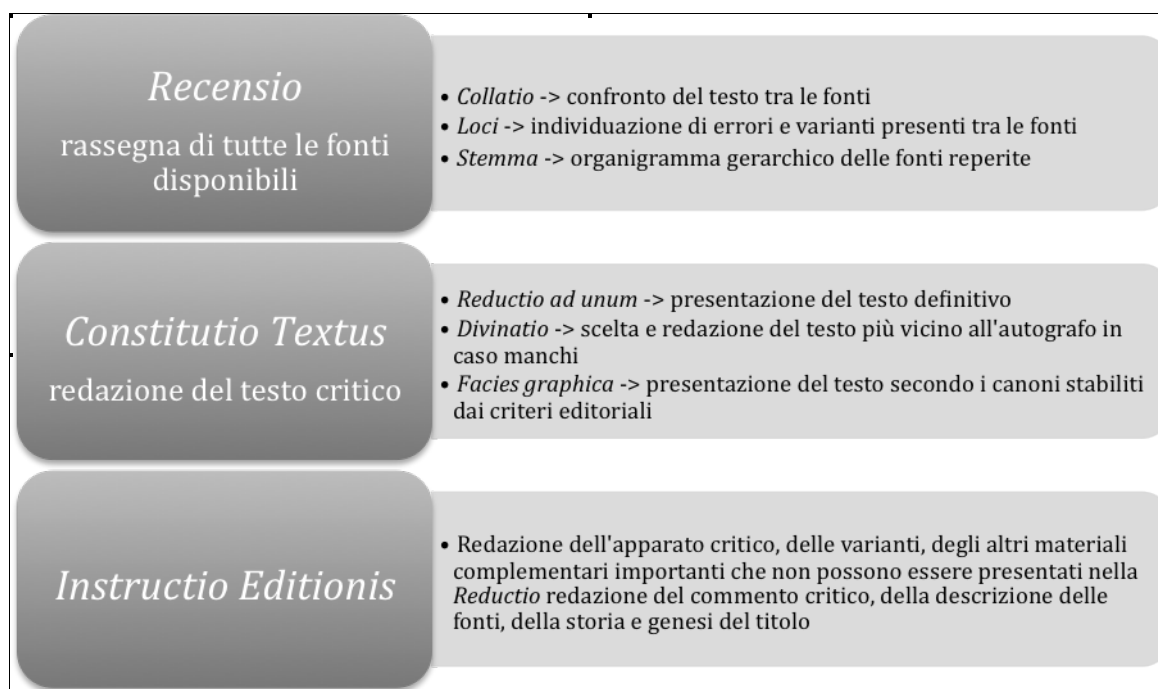 Recensio
rassegna di tutte le fonti
disponibili
• Collatio -> confronto del testo tra le fonti
• Loci -> individuazione di errori e varianti presenti tra le fonti
• Stemma -> organigramma gerarchico delle fonti reperite
Constitutio Textus
redazione del testo critico
• Reductio ad unum -> presentazione del testo definitivo
• Divinatio -> scelta e redazione del testo più vicino all'autografo in
caso manchi
• Facies graphica -> presentazione del testo secondo i canoni stabiliti
dai criteri editoriali
Instructio Editionis
• Redazione dell'apparato critico, delle varianti, degli altri materiali
complementari importanti che non possono essere presentati nella
Reductio redazione del commento critico, della descrizione delle
fonti, della storia e genesi del titolo